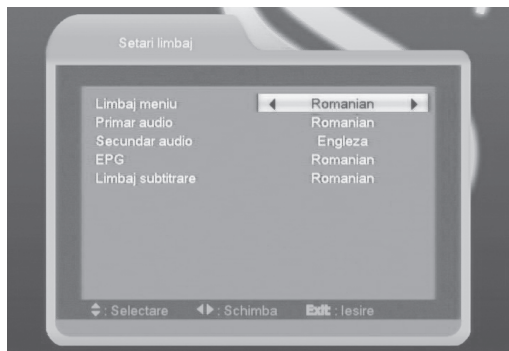 Setari limbaj
Limbaj meniu Romanian
Primar audio Romanian
Secundar audio Engleza
EPG Romanian
Limbaj subtitrare Romanian
: Selectare : Schimba Exit : Iesire